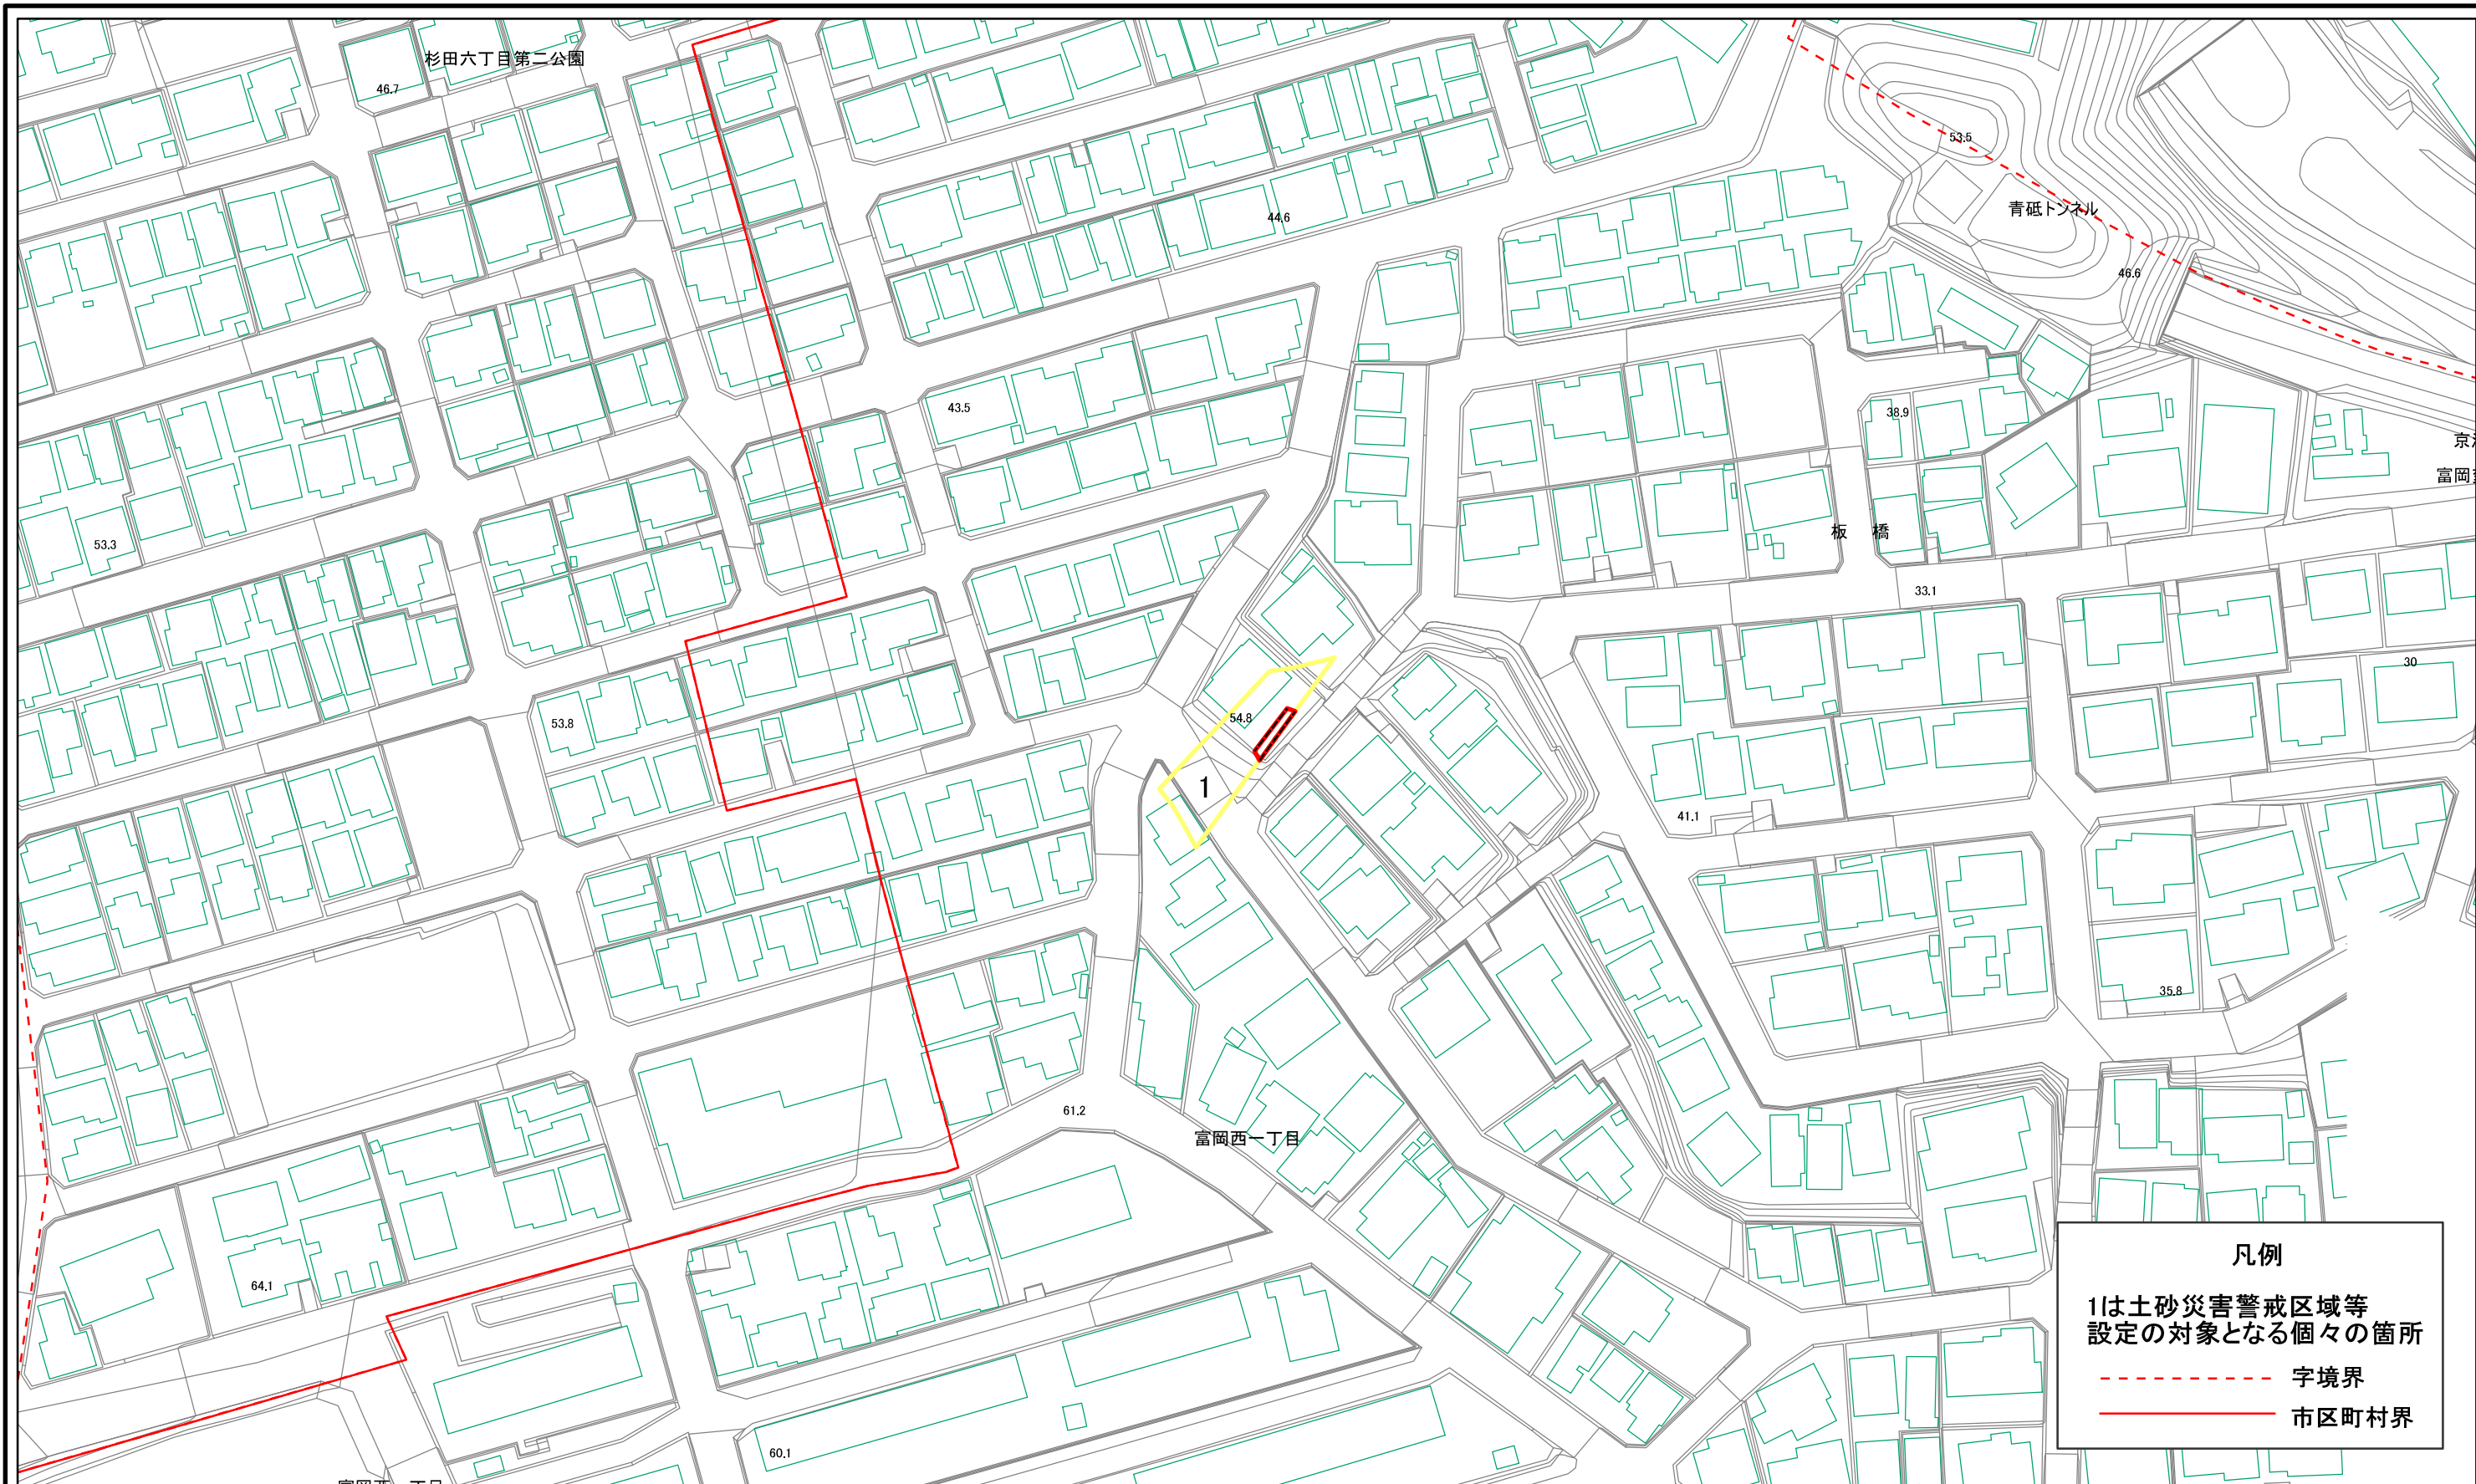 杉田六丁目第二公園
46.7
53.5
青砥トンネル
44.6
46.6
43.5
38.9
富岡
53.3
板橋
33.1
30
53.8
54.8
1
41.1
35.8
61.2
富岡西一丁目
64.1
60.1
凡例
1は土砂災害警戒区域等
設定の対象となる個々の箇所
字境界
市区町村界